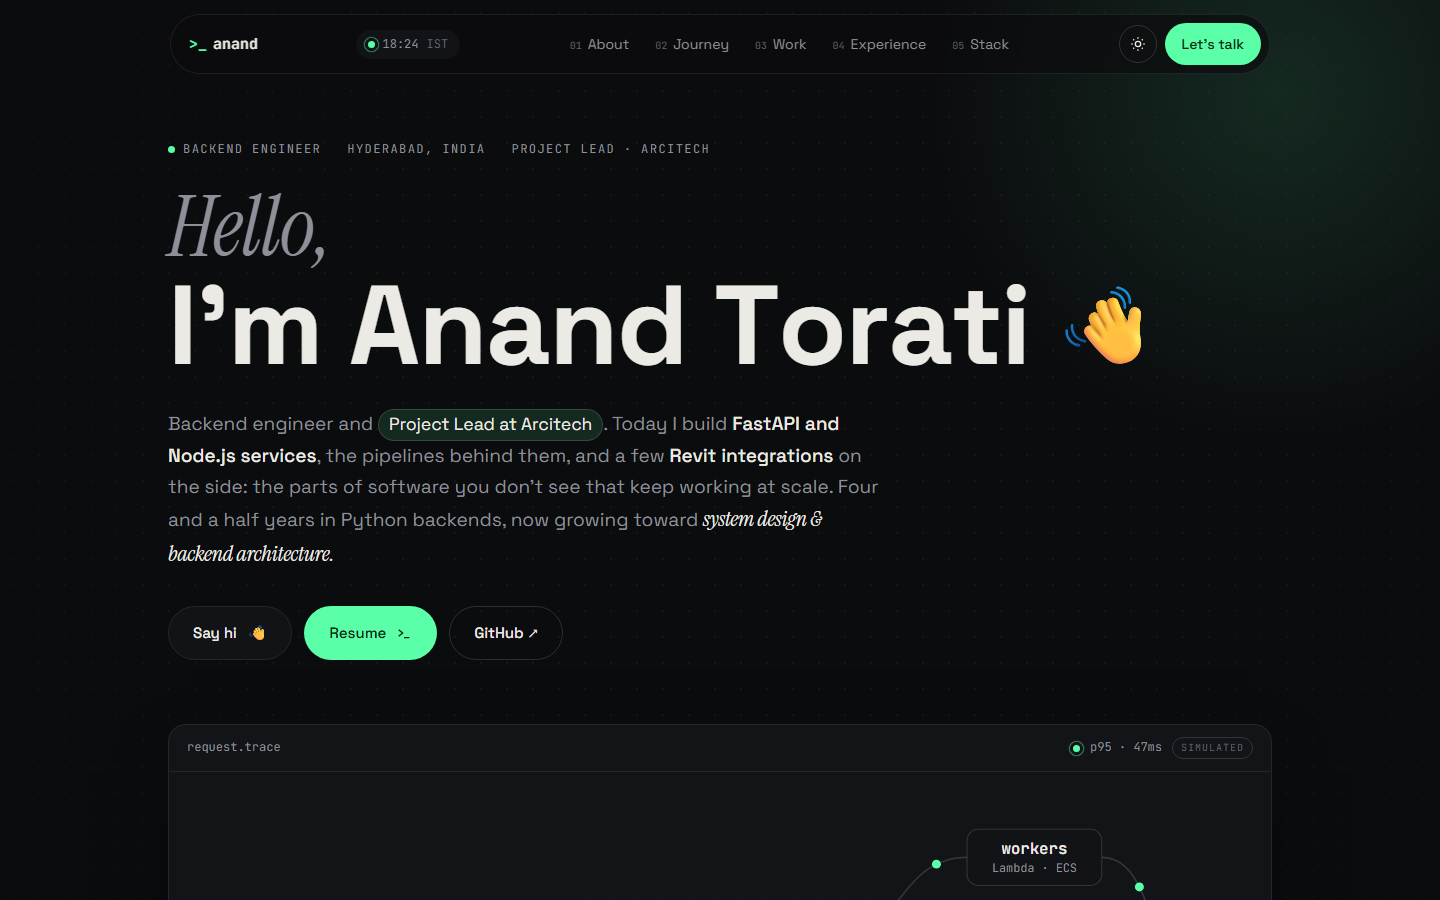 >_ anand
18:24 IST
01 About
02 Journey
03 Work
04 Experience
05 Stack
Let's talk
BACKEND ENGINEER
HYDERABAD, INDIA
PROJECT LEAD · ARCITECH
Hello,
I’m Anand Torati
Backend engineer and Project Lead at Arcitech. Today I build FastAPI and
Node.js services, the pipelines behind them, and a few Revit integrations on
the side: the parts of software you don’t see that keep working at scale. Four
and a half years in Python backends, now growing toward system design &
backend architecture.
Say hi
Resume >_
GitHub ↗
request.trace
p95 · 47ms
SIMULATED
workers
Lambda · ECS